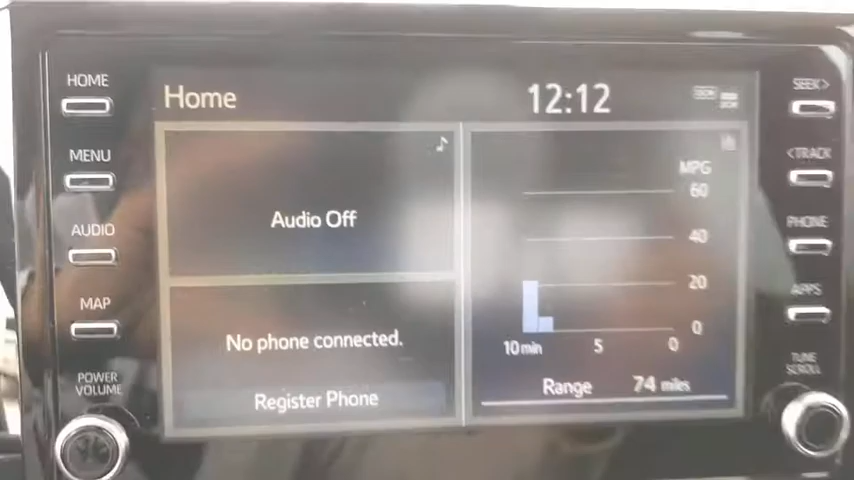 HOME
MENU
AUDIO
MAP
POWER
VOLUME
Home
12:12
Audio Off
No phone connected.
Register Phone
MPG
60
40
20
0
10 min
5
0
Range
74 miles
SEEK>
<TRACK
PHONE
APPS
TUNE
SCROLL